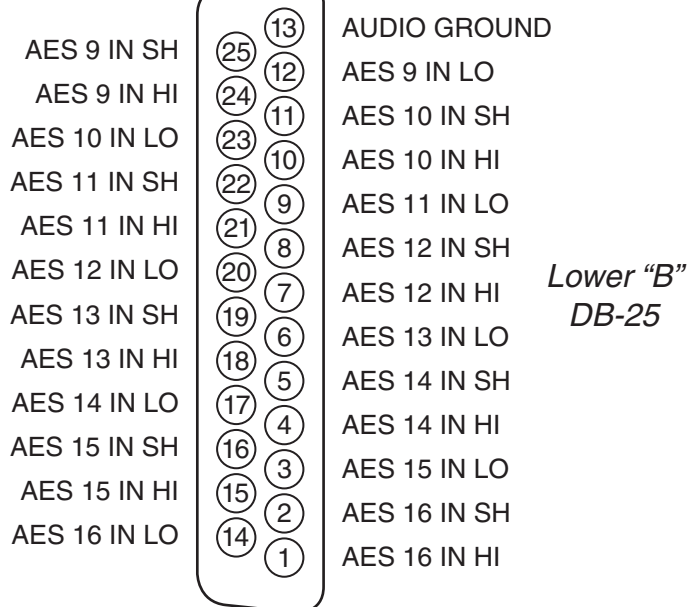 13 AUDIO GROUND
AES 9 IN SH 25
12 AES 9 IN LO
AES 9 IN HI 24
11 AES 10 IN SH
AES 10 IN LO 23
10 AES 10 IN HI
AES 11 IN SH 22
9 AES 11 IN LO
AES 11 IN HI 21
8 AES 12 IN SH
AES 12 IN LO 20
7 AES 12 IN HI
AES 13 IN SH 19
6 AES 13 IN LO
AES 13 IN HI 18
5 AES 14 IN SH
AES 14 IN LO 17
4 AES 14 IN HI
AES 15 IN SH 16
3 AES 15 IN LO
AES 15 IN HI 15
2 AES 16 IN SH
AES 16 IN LO 14
1 AES 16 IN HI
Lower “B”
DB-25